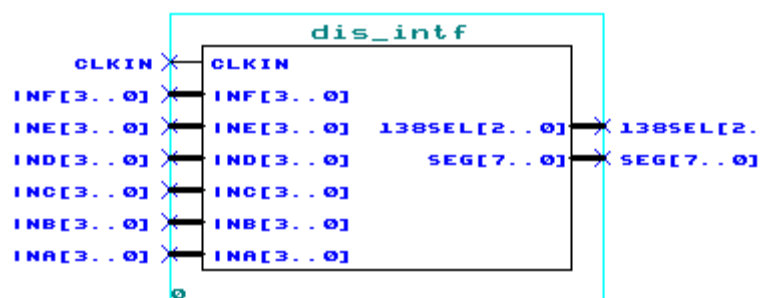 dis_intf
CLKIN CLKIN
INF[3..0] INF[3..0]
INE[3..0] INE[3..0] 138SEL[2..0] 138SEL[2.
IND[3..0] IND[3..0] SEG[7..0] SEG[7..0]
INC[3..0] INC[3..0]
INB[3..0] INB[3..0]
INA[3..0] INA[3..0]
0